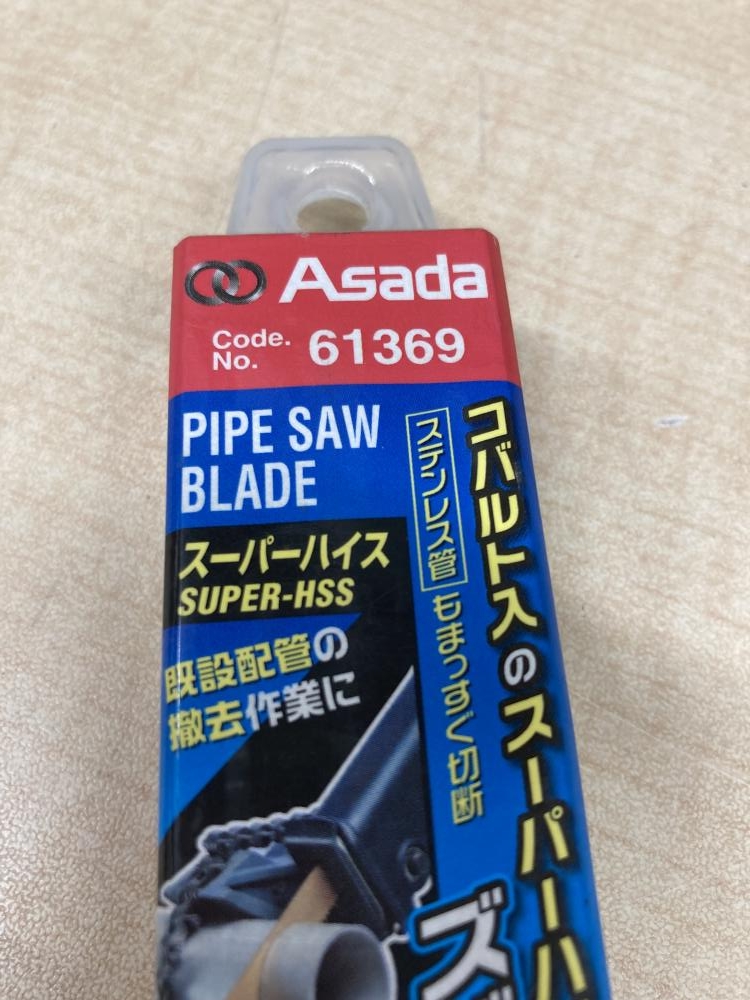 Asada
Code.
No. 61369
PIPE SAW
BLADE
スーパーハイス
SUPER-HSS
既設配管の
撤去作業に
コバルト入のスーパーハ
ステンレス管もまっすぐ切断
ズ